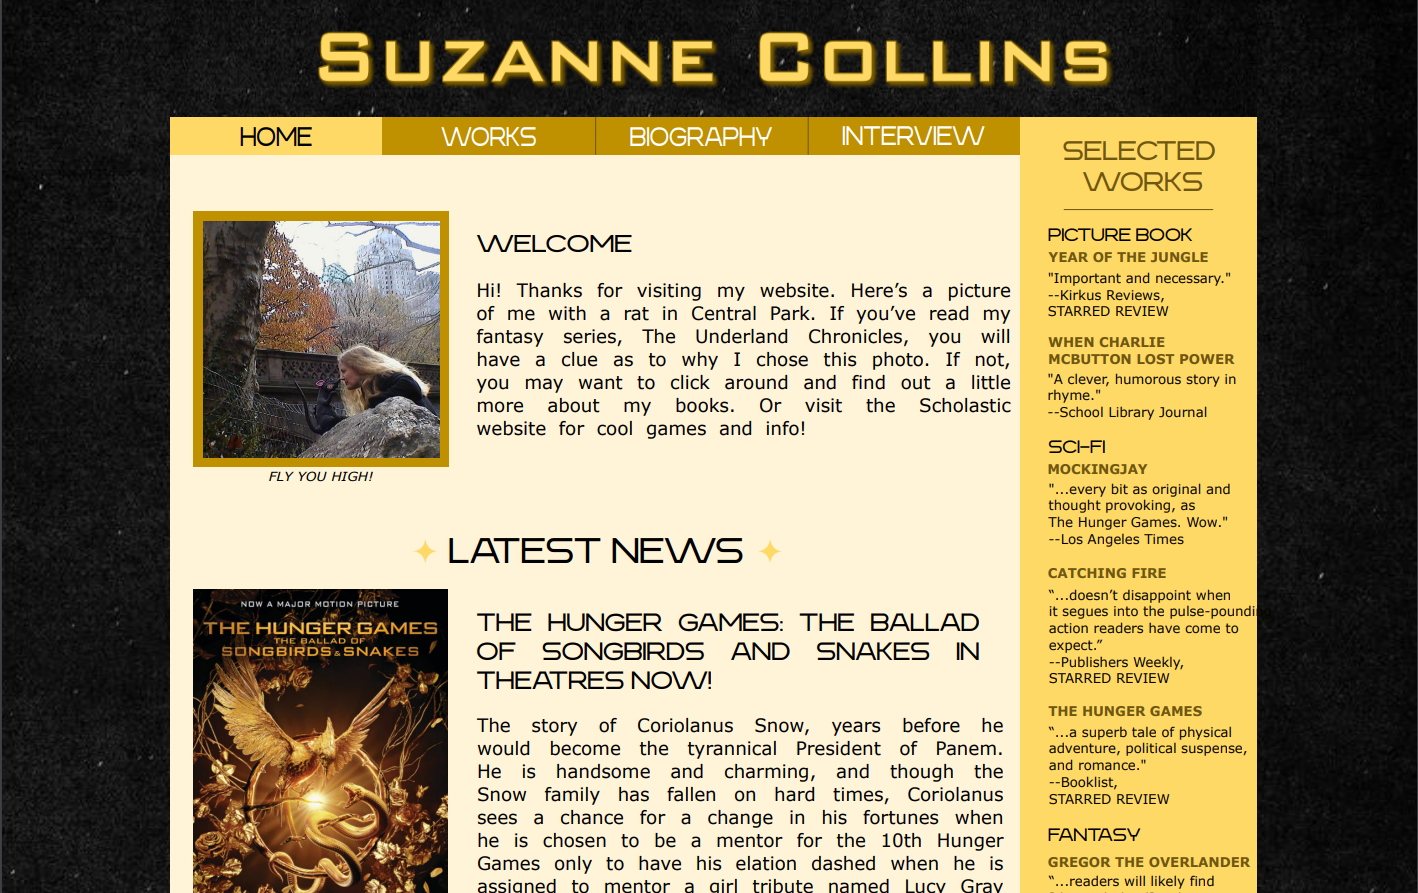 SUZANNE COLLINS
HOME
WORKS
BIOGRAPHY
INTERVIEW
WELCOME
Hi! Thanks for visiting my website. Here’s a picture
of me with a rat in Central Park. If you’ve read my
fantasy series, The Underland Chronicles, you will
have a clue as to why I chose this photo. If not,
you may want to click around and find out a little
more about my books. Or visit the Scholastic
website for cool games and info!
FLY YOU HIGH!
LATEST NEWS
NOW A MAJOR MOTION PICTURE
THE HUNGER GAMES
THE BALLAD OF
SONGBIRDS & SNAKES
THE HUNGER GAMES: THE BALLAD
OF SONGBIRDS AND SNAKES IN
THEATRES NOW!
The story of Coriolanus Snow, years before he
would become the tyrannical President of Panem.
He is handsome and charming, and though the
Snow family has fallen on hard times, Coriolanus
sees a chance for a change in his fortunes when
he is chosen to be a mentor for the 10th Hunger
Games only to have his elation dashed when he is
assigned to mentor a girl tribute named Lucy Gray
SELECTED
WORKS
PICTURE BOOK
YEAR OF THE JUNGLE
"Important and necessary."
--Kirkus Reviews,
STARRED REVIEW
WHEN CHARLIE
MCBUTTON LOST POWER
"A clever, humorous story in
rhyme."
--School Library Journal
SCI-FI
MOCKINGJAY
"...every bit as original and
thought provoking, as
The Hunger Games. Wow."
--Los Angeles Times
CATCHING FIRE
“...doesn’t disappoint when
it segues into the pulse-poundin
action readers have come to
expect.”
--Publishers Weekly,
STARRED REVIEW
THE HUNGER GAMES
“...a superb tale of physical
adventure, political suspense,
and romance."
--Booklist,
STARRED REVIEW
FANTASY
GREGOR THE OVERLANDER
“...readers will likely find